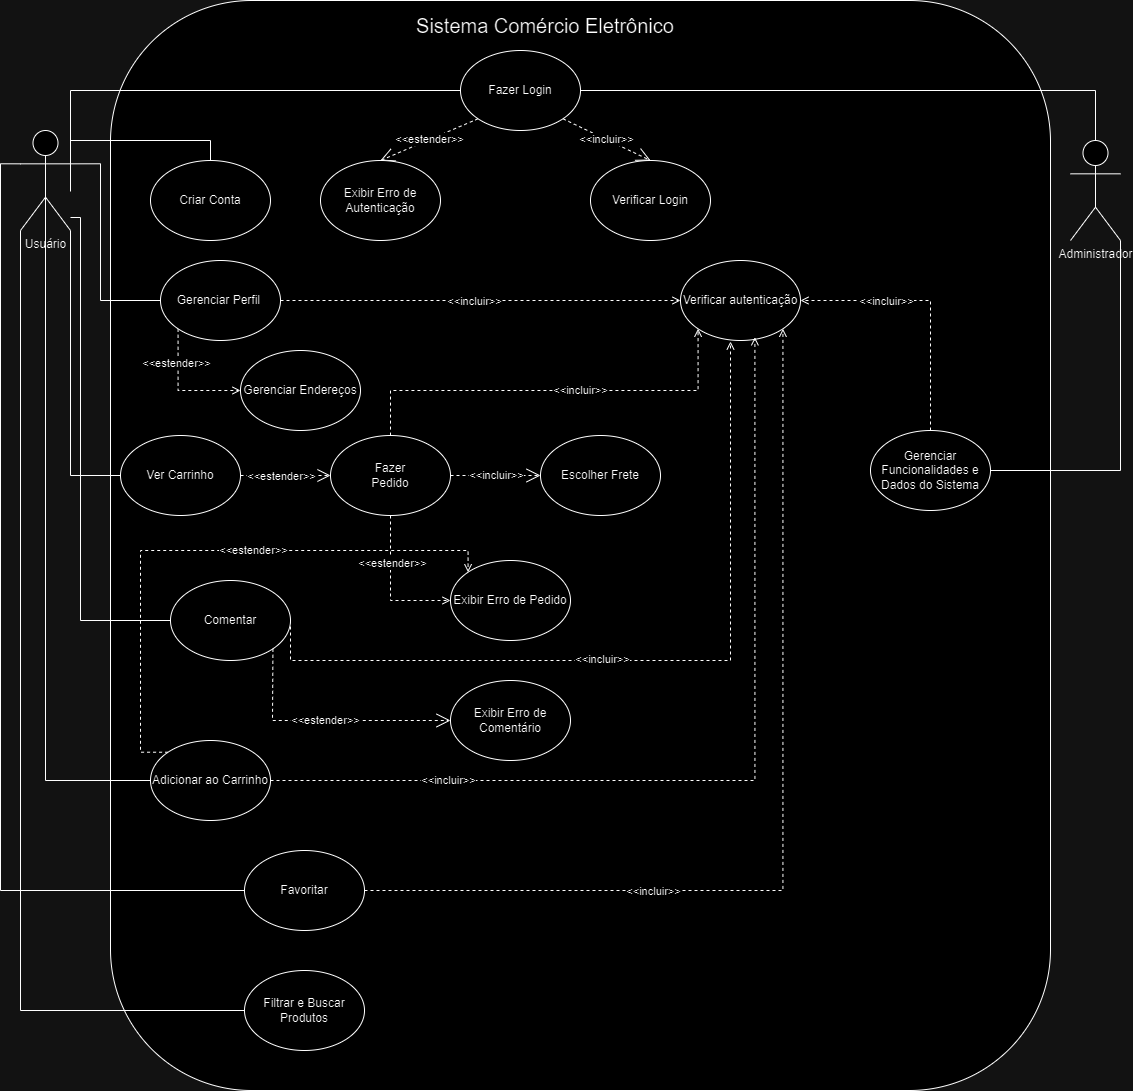 Sistema Comércio Eletrônico
Fazer Login
<<estender>>
<<incluir>>
Exibir Erro de
Autenticação
Criar Conta
Verificar Login
Usuário
Administrador
Gerenciar Perfil
<<incluir>>
Verificar autenticação
<<incluir>>
<<estender>>
Gerenciar Endereços
<<incluir>>
Ver Carrinho
<<estender>>
Fazer
Pedido
<<incluir>>
Escolher Frete
Gerenciar
Funcionalidades e
Dados do Sistema
<<estender>>
<<estender>>
Exibir Erro de Pedido
Comentar
<<incluir>>
<<estender>>
Exibir Erro de
Comentário
Adicionar ao Carrinho
<<incluir>>
Favoritar
<<incluir>>
Filtrar e Buscar
Produtos